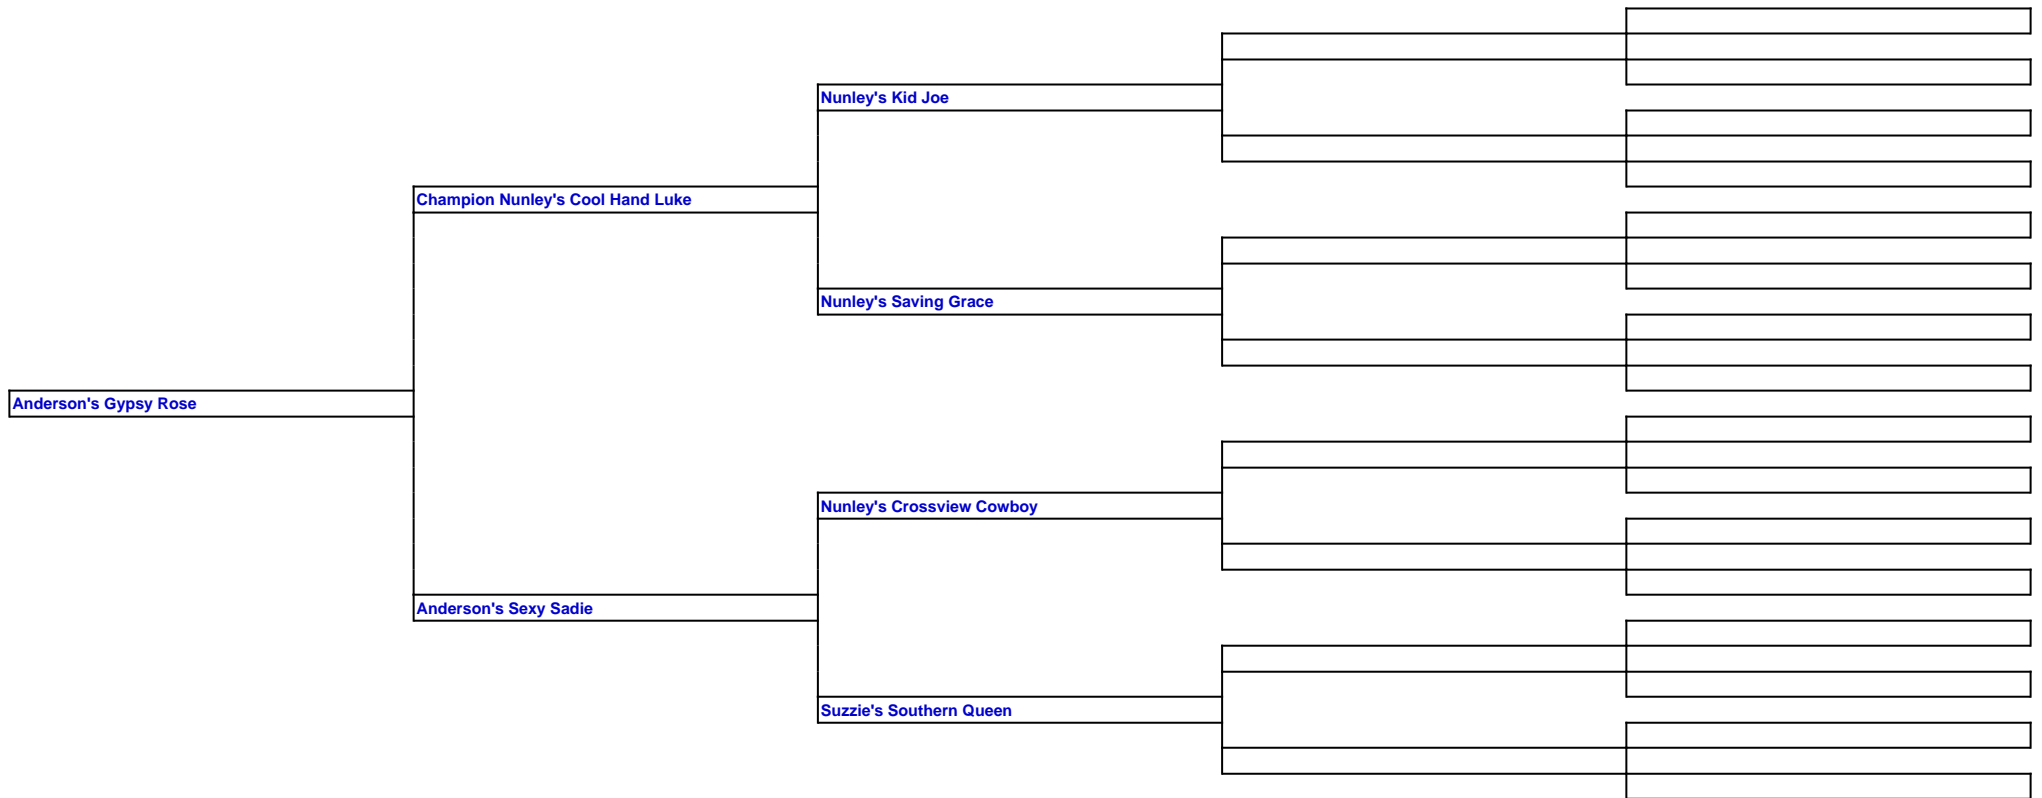 Nunley's Kid Joe
Champion Nunley's Cool Hand Luke
Nunley's Saving Grace
Anderson's Gypsy Rose
Nunley's Crossview Cowboy
Anderson's Sexy Sadie
Suzzie's Southern Queen